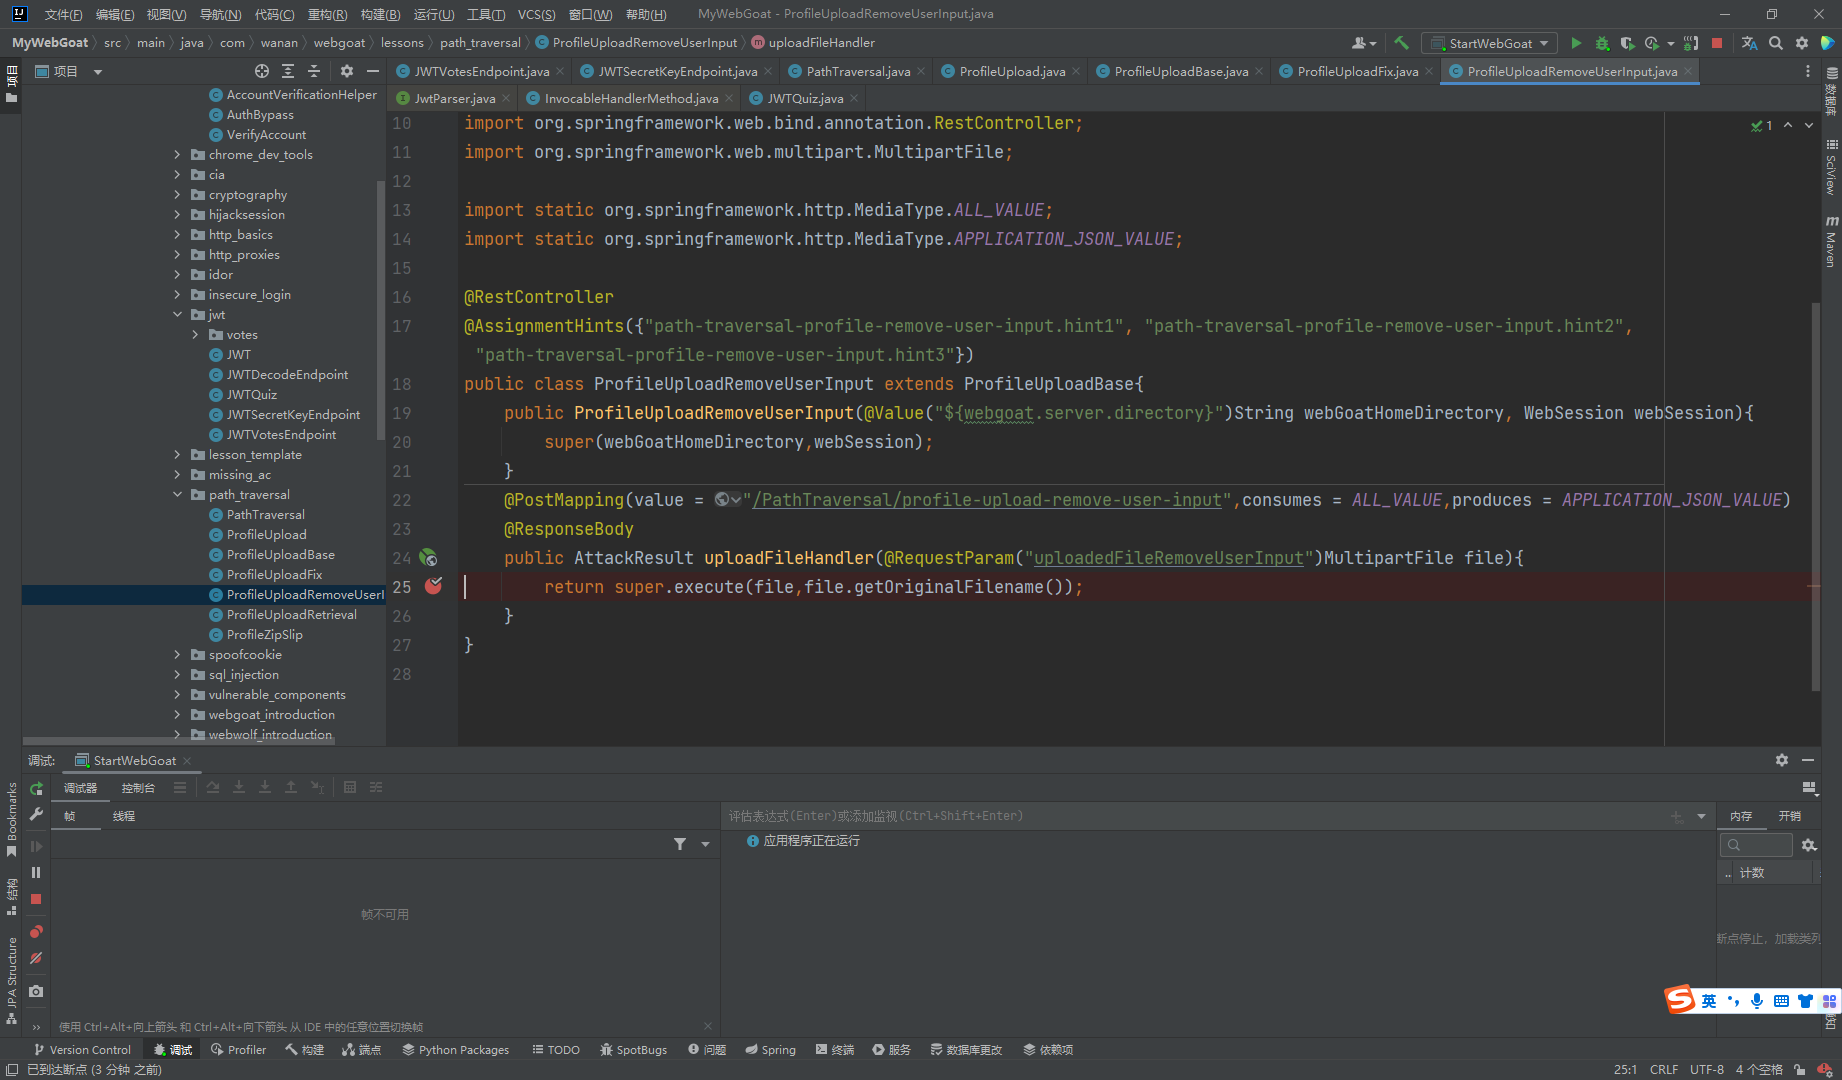 文件(F) 编辑(E) 视图(V) 导航(N) 代码(C) 重构(R) 构建(B) 运行(U) 工具(T) VCS(S) 窗口(W) 帮助(H) MyWebGoat - ProfileUploadRemoveUserInput.java
MyWebGoat src main java com wanan webgoat lessons path_traversal ProfileUploadRemoveUserInput uploadFileHandler StartWebGoat
项目
JWTVotesEndpoint.java JWTSecretKeyEndpoint.java PathTraversal.java ProfileUpload.java ProfileUploadBase.java ProfileUploadFix.java ProfileUploadRemoveUserInput.java
JwtParser.java InvocableHandlerMethod.java JWTQuiz.java
项目
AccountVerificationHelper
AuthBypass
VerifyAccount
chrome_dev_tools
cia
cryptography
hijacksession
http_basics
http_proxies
idor
insecure_login
jwt
votes
JWT
JWTDecodeEndpoint
JWTQuiz
JWTSecretKeyEndpoint
JWTVotesEndpoint
lesson_template
missing_ac
path_traversal
PathTraversal
ProfileUpload
ProfileUploadBase
ProfileUploadFix
ProfileUploadRemoveUserI
ProfileUploadRetrieval
ProfileZipSlip
spoofcookie
sql_injection
vulnerable_components
webgoat_introduction
webwolf_introduction
10 import org.springframework.web.bind.annotation.RestController;
11 import org.springframework.web.multipart.MultipartFile;
12
13 import static org.springframework.http.MediaType.ALL_VALUE;
14 import static org.springframework.http.MediaType.APPLICATION_JSON_VALUE;
15
16 @RestController
17 @AssignmentHints({"path-traversal-profile-remove-user-input.hint1", "path-traversal-profile-remove-user-input.hint2",
"path-traversal-profile-remove-user-input.hint3"})
18 public class ProfileUploadRemoveUserInput extends ProfileUploadBase{
19 public ProfileUploadRemoveUserInput(@Value("${webgoat.server.directory}")String webGoatHomeDirectory, WebSession webSession){
20 super(webGoatHomeDirectory,webSession);
21 }
22 @PostMapping(value = "/PathTraversal/profile-upload-remove-user-input",consumes = ALL_VALUE,produces = APPLICATION_JSON_VALUE)
23 @ResponseBody
24 public AttackResult uploadFileHandler(@RequestParam("uploadedFileRemoveUserInput")MultipartFile file){
25 return super.execute(file,file.getOriginalFilename());
26 }
27 }
28
1
数据库
SciView
m Maven
调试: StartWebGoat
调试器 控制台
帧 线程
评估表达式(Enter)或添加监视(Ctrl+Shift+Enter)
内存 开销
应用程序正在运行
.. 计数
帧不可用
断点停止，加载类列
Bookmarks
结构
JPA Structure
英
使用 Ctrl+Alt+向上箭头 和 Ctrl+Alt+向下箭头 从 IDE 中的任意位置切换帧
Version Control 调试 Profiler 构建 端点 Python Packages TODO SpotBugs 问题 Spring 终端 服务 数据库更改 依赖项
已到达断点 (3 分钟 之前) 25:1 CRLF UTF-8 4 个空格